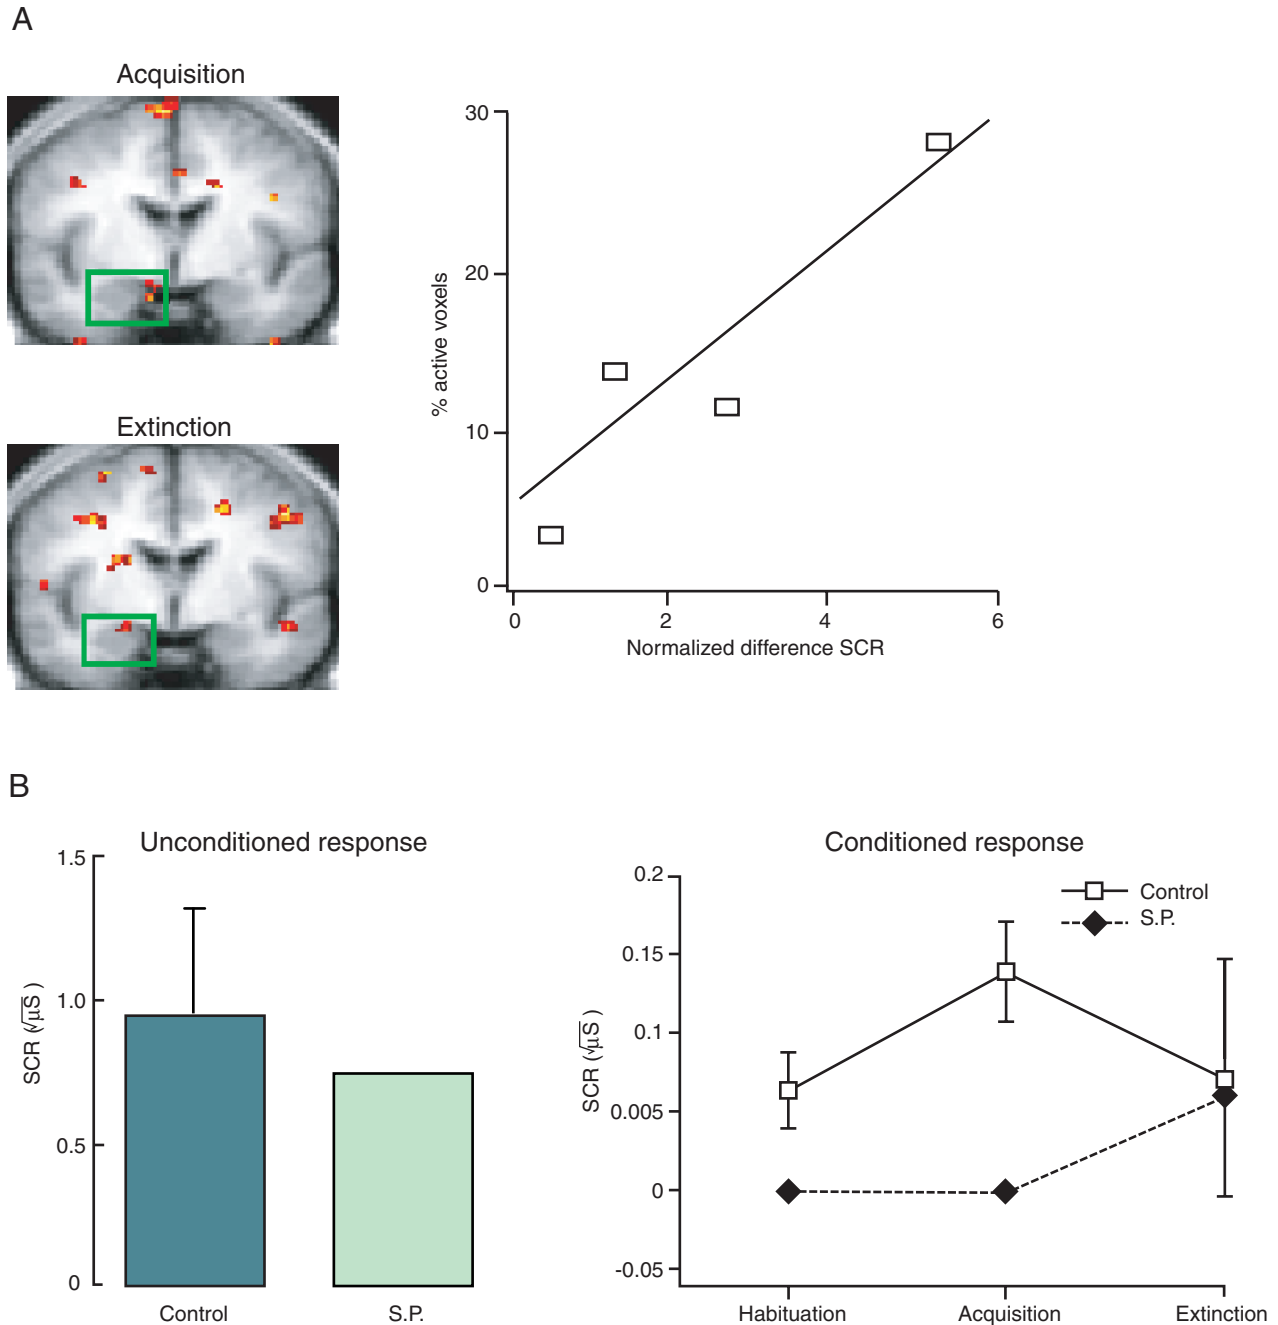 A
Acquisition
Extinction
30
20
10
0
% active voxels
0 2 4 6
Normalized difference SCR
B
Unconditioned response
1.5
1.0
0.5
0
SCR (√µS )
Control S.P.
Conditioned response
Control
S.P.
0.2
0.15
0.1
0.005
0
-0.05
SCR (√µS )
Habituation Acquisition Extinction